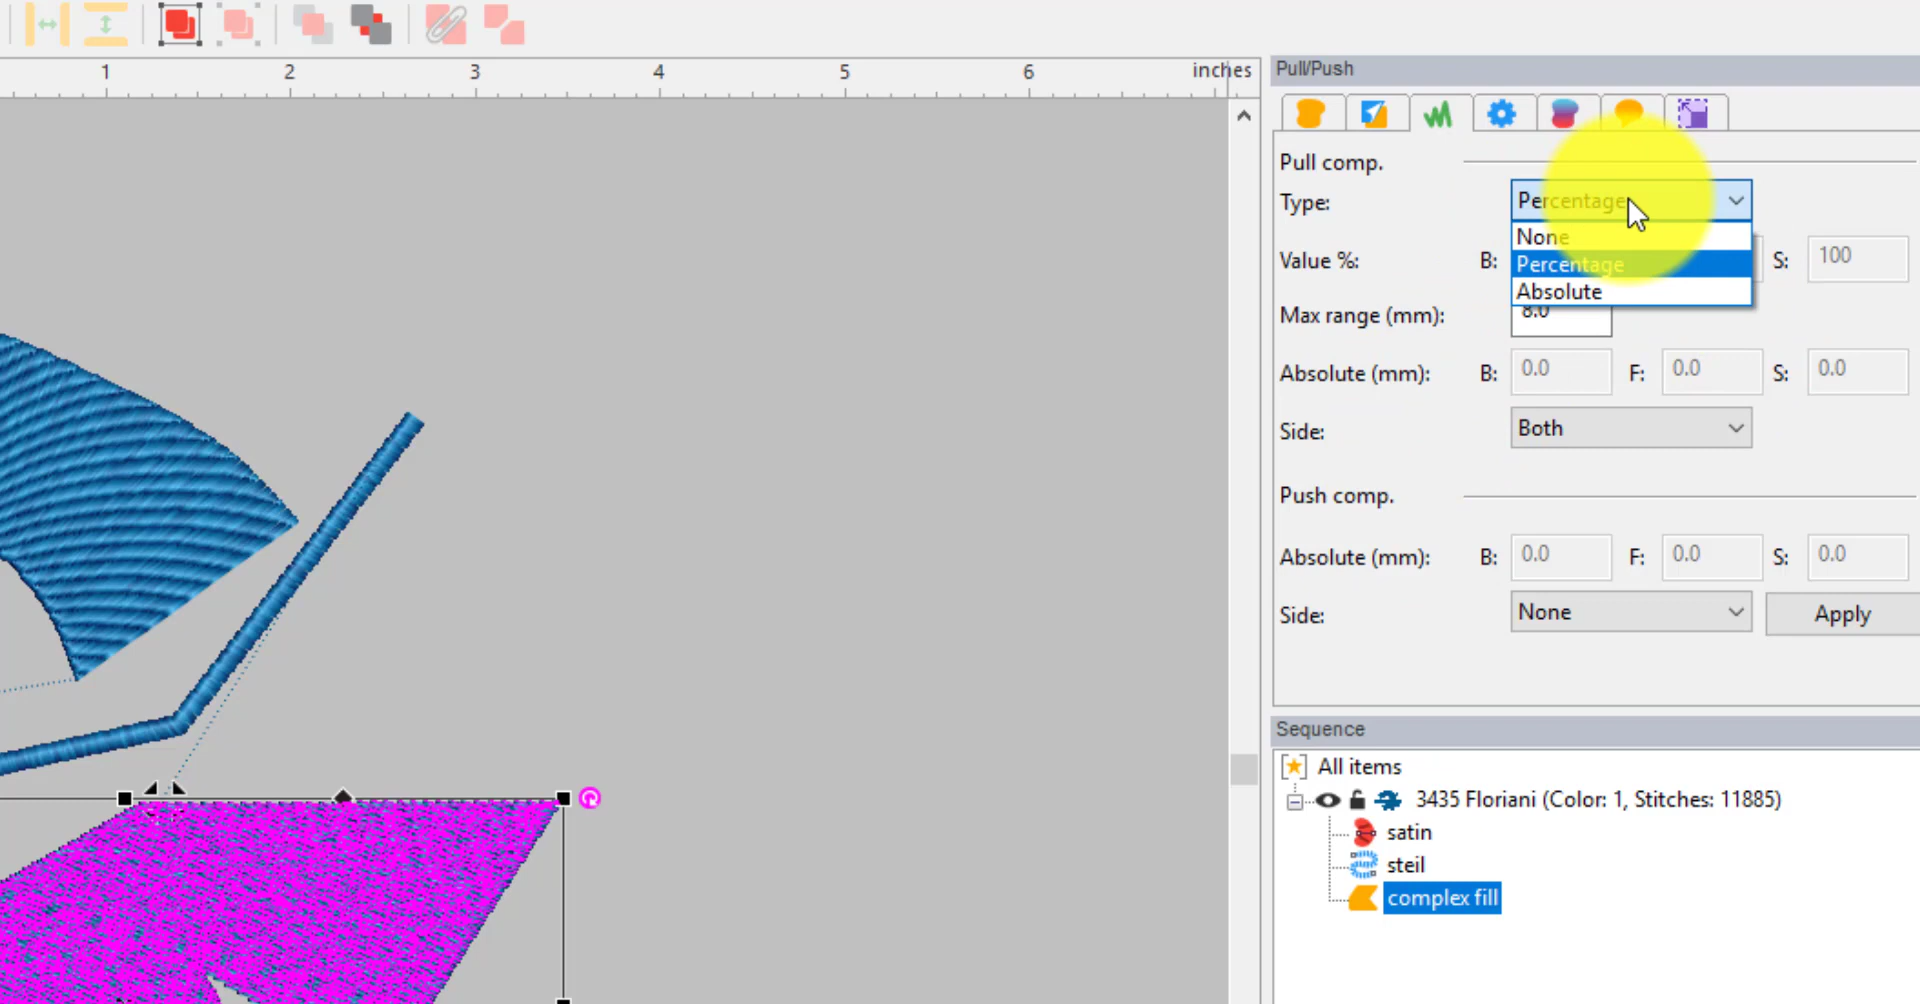 1 2 3 4 5 6 inches
Pull/Push
Pull comp.
Type: Percentage
None
Percentage
Absolute
Value %: B: S: 100
Max range (mm): 8.0
Absolute (mm): B: 0.0 F: 0.0 S: 0.0
Side: Both
Push comp.
Absolute (mm): B: 0.0 F: 0.0 S: 0.0
Side: None Apply
Sequence
All items
3435 Floriani (Color: 1, Stitches: 11885)
satin
steil
complex fill